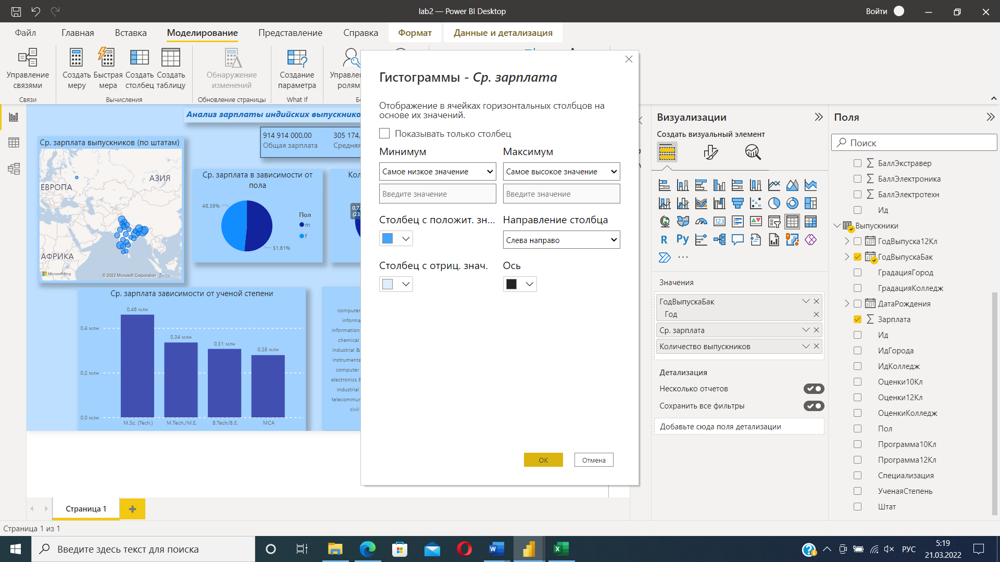 lab2 — Power BI Desktop
Войти
Файл
Главная
Вставка
Моделирование
Представление
Справка
Формат
Данные и детализация
Управление связями
Создать меру
Быстрая мера
Создать столбец
Создать таблицу
Обнаружение изменений
Создание параметра
Связи
Вычисления
Обновление страницы
What If
Анализ зарплаты индийских
914 914 000,00
Общая зарплата
305 174,
Средняя
Ср. зарплата выпускников (по штатам)
ЕВРОПА
АЗИЯ
АФРИКА
Microsoft Bing
© 2022 Microsoft Corporation Terms
Ср. зарплата в зависимости от
пола
48,39%
51,61%
Пол
m
f
Кол
0,72
(23,
Ср. зарплата зависимости от ученой степени
0,46 млн
0,34 млн
0,31 млн
0,28 млн
0,4 млн
0,2 млн
0,0 млн
M.Sc. (Tech.)
M.Tech./M.E.
B.Tech/B.E.
MCA
computer
informa
information
chemical
industrial &
instrumenta
computer
electronics &
industrial
telecommun
civil
Гистограммы - Ср. зарплата
Отображение в ячейках горизонтальных столбцов на
основе их значений.
Показывать только столбец
Минимум
Максимум
Самое низкое значение
Самое высокое значение
Введите значение
Введите значение
Столбец с положит. зн...
Направление столбца
Слева направо
Столбец с отриц. знач.
Ось
ОК
Отмена
Визуализации
Создать визуальный элемент
123
R
Py
...
Значения
ГодВыпускаБак
Год
Ср. зарплата
Количество выпускников
Детализация
Несколько отчетов
Сохранить все фильтры
Добавьте сюда поля детализации
Поля
Поиск
БаллЭкстравер
БаллЭлектроника
БаллЭлектротехн
Ид
Выпускники
ГодВыпуска12Кл
ГодВыпускаБак
ГрадацияГород
ГрадацияКолледж
ДатаРождения
Зарплата
Ид
ИдГорода
ИдКолледж
Оценки10Кл
Оценки12Кл
ОценкиКолледж
Пол
Программа10Кл
Программа12Кл
Специализация
УченаяСтепень
Штат
Страница 1
Страница 1 из 1
Введите здесь текст для поиска
РУС
5:19
21.03.2022